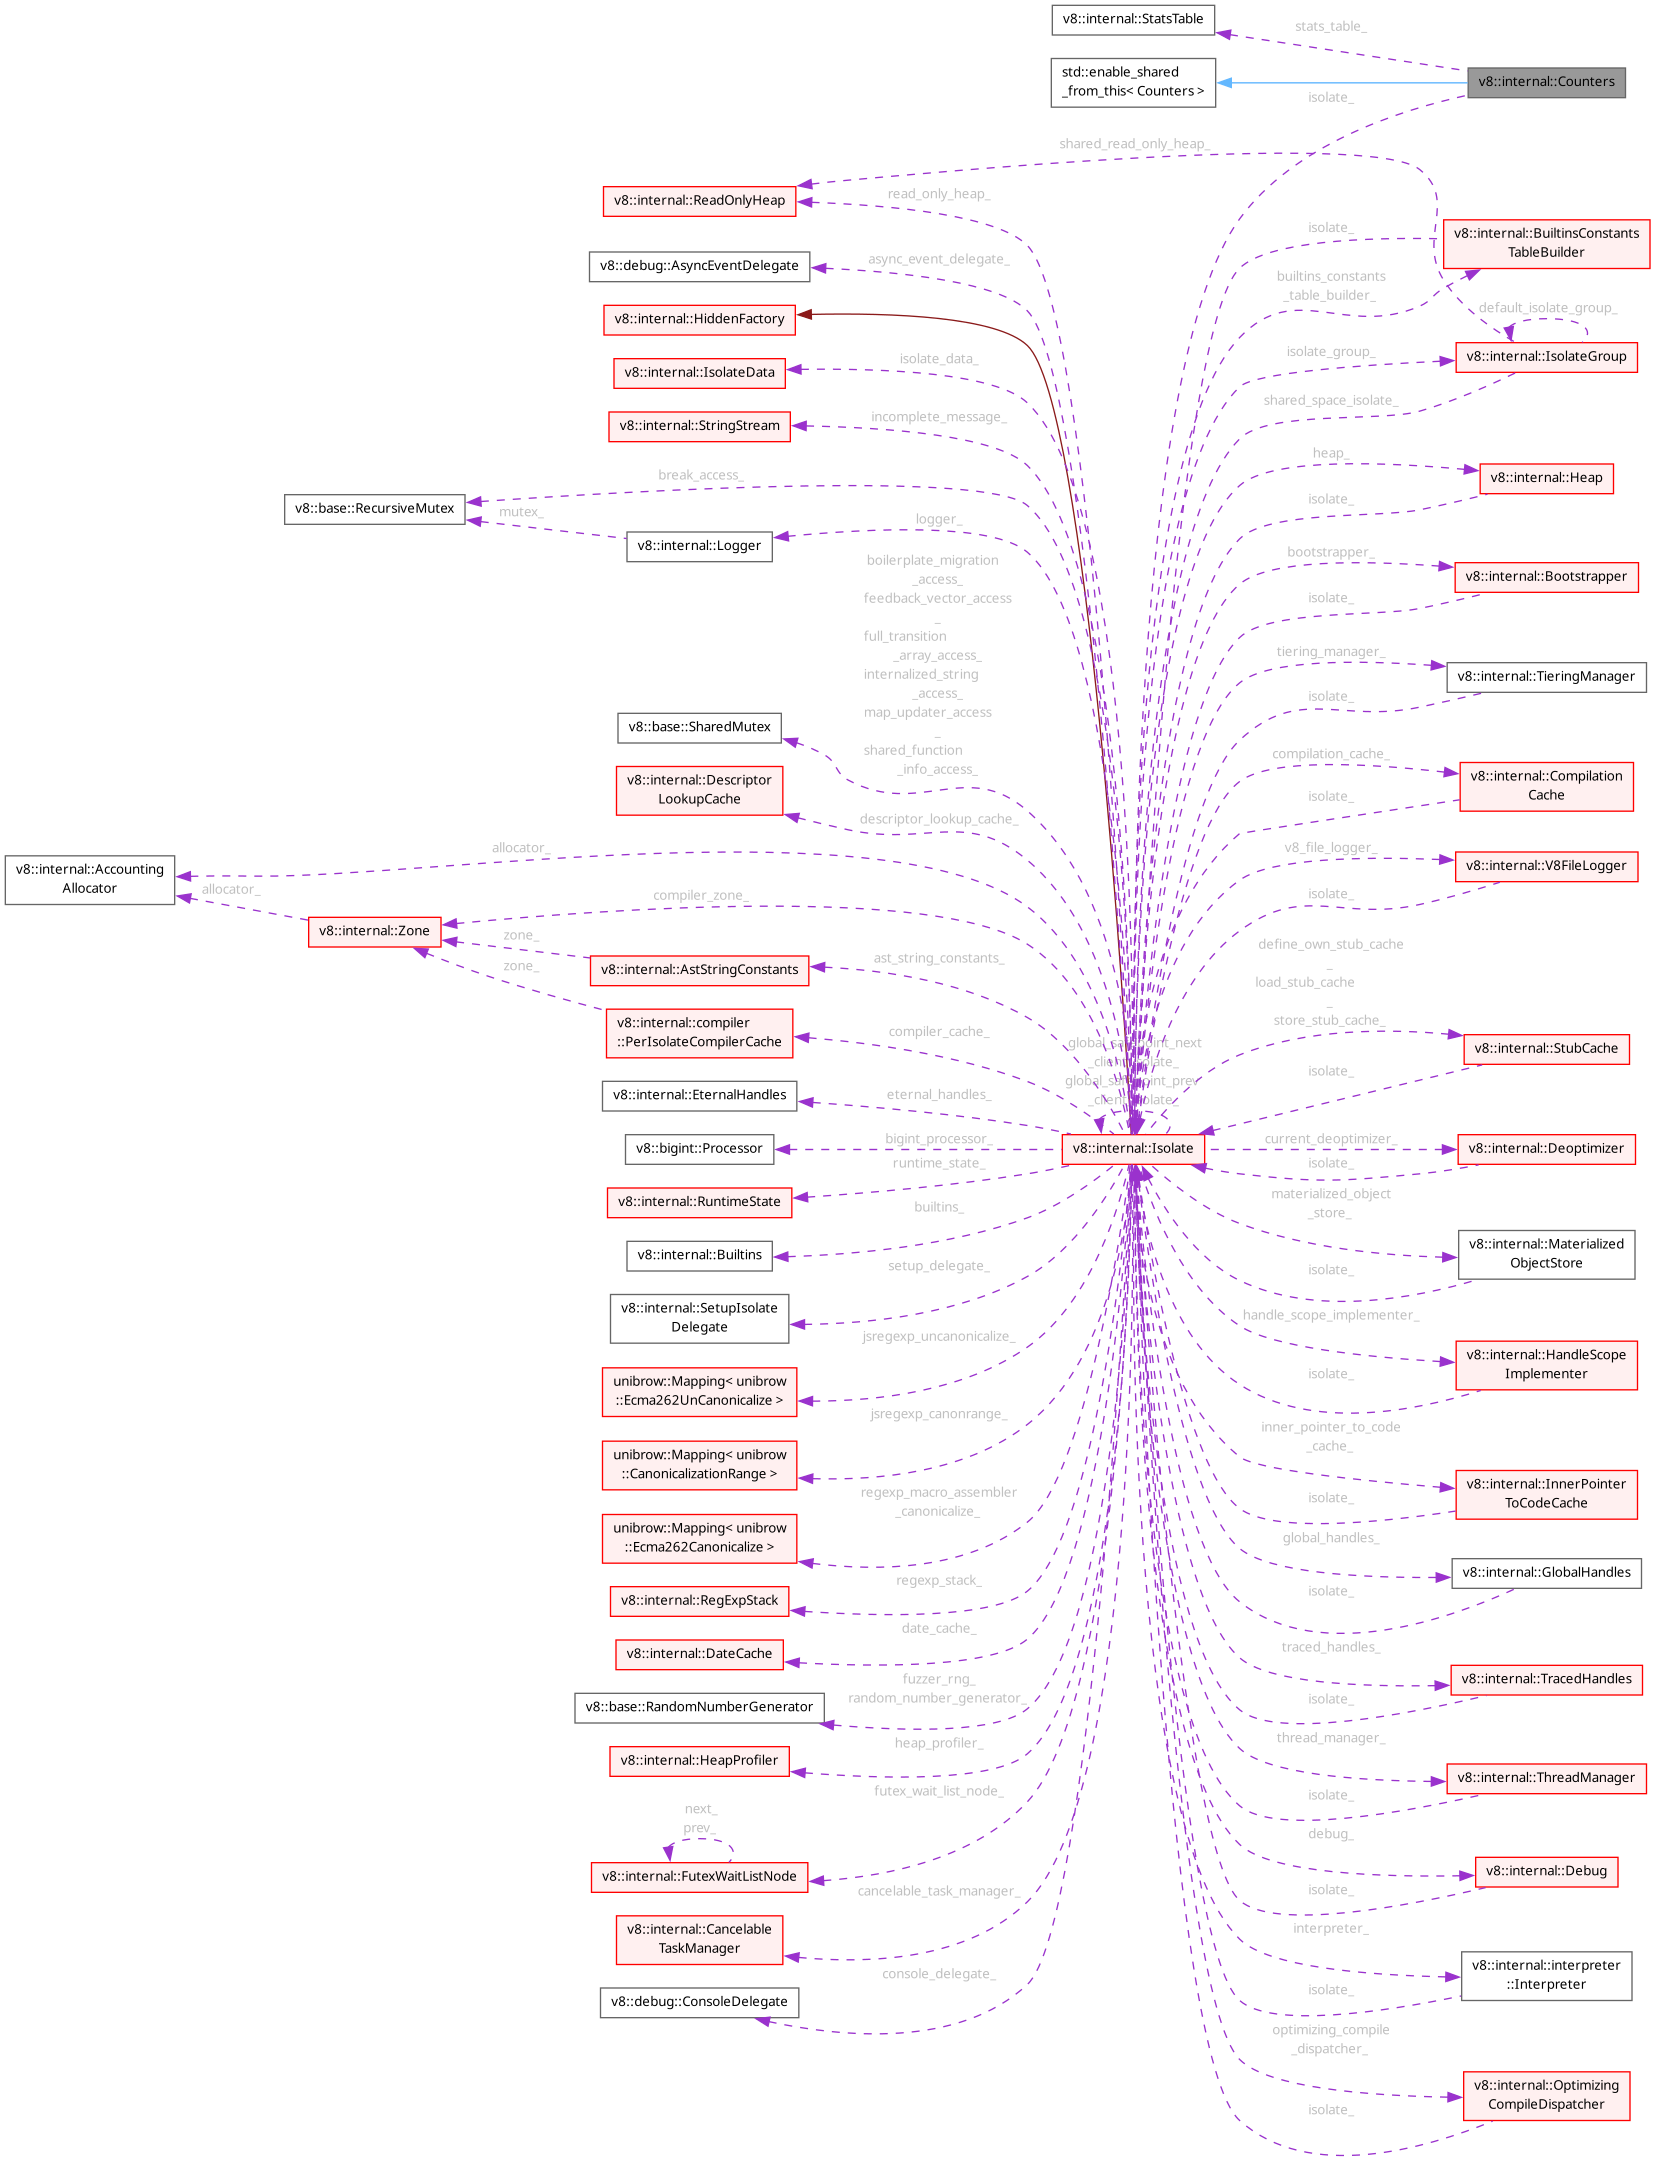 v8::internal::StatsTable
stats_table_
std::enable_shared
_from_this< Counters >
v8::internal::Counters
isolate_
shared_read_only_heap_
v8::internal::ReadOnlyHeap
read_only_heap_
isolate_
v8::internal::BuiltinsConstants
TableBuilder
v8::debug::AsyncEventDelegate
async_event_delegate_
builtins_constants
_table_builder_
default_isolate_group_
v8::internal::HiddenFactory
isolate_group_
v8::internal::IsolateGroup
v8::internal::IsolateData
isolate_data_
shared_space_isolate_
v8::internal::StringStream
incomplete_message_
heap_
v8::internal::Heap
break_access_
isolate_
v8::base::RecursiveMutex
mutex_
v8::internal::Logger
logger_
bootstrapper_
v8::internal::Bootstrapper
isolate_
boilerplate_migration
_access_
feedback_vector_access
_
full_transition
_array_access_
internalized_string
_access_
map_updater_access
_
shared_function
_info_access_
tiering_manager_
v8::internal::TieringManager
isolate_
v8::base::SharedMutex
compilation_cache_
v8::internal::Compilation
Cache
isolate_
v8::internal::Descriptor
LookupCache
descriptor_lookup_cache_
v8_file_logger_
v8::internal::V8FileLogger
isolate_
v8::internal::Accounting
Allocator
allocator_
allocator_
v8::internal::Zone
compiler_zone_
zone_
zone_
v8::internal::AstStringConstants
ast_string_constants_
define_own_stub_cache
_
load_stub_cache
_
store_stub_cache_
v8::internal::StubCache
isolate_
v8::internal::compiler
::PerIsolateCompilerCache
compiler_cache_
global_safepoint_next
_client_isolate_
global_safepoint_prev
_client_isolate_
v8::internal::EternalHandles
eternal_handles_
v8::bigint::Processor
bigint_processor_
v8::internal::Isolate
current_deoptimizer_
v8::internal::Deoptimizer
isolate_
v8::internal::RuntimeState
runtime_state_
materialized_object
_store_
v8::internal::Materialized
ObjectStore
isolate_
v8::internal::Builtins
builtins_
v8::internal::SetupIsolate
Delegate
setup_delegate_
handle_scope_implementer_
v8::internal::HandleScope
Implementer
isolate_
unibrow::Mapping< unibrow
::Ecma262UnCanonicalize >
jsregexp_uncanonicalize_
unibrow::Mapping< unibrow
::CanonicalizationRange >
jsregexp_canonrange_
inner_pointer_to_code
_cache_
v8::internal::InnerPointer
ToCodeCache
isolate_
unibrow::Mapping< unibrow
::Ecma262Canonicalize >
regexp_macro_assembler
_canonicalize_
global_handles_
v8::internal::GlobalHandles
isolate_
v8::internal::RegExpStack
regexp_stack_
v8::internal::DateCache
date_cache_
traced_handles_
v8::internal::TracedHandles
isolate_
v8::base::RandomNumberGenerator
fuzzer_rng_
random_number_generator_
v8::internal::HeapProfiler
heap_profiler_
thread_manager_
v8::internal::ThreadManager
isolate_
next_
prev_
v8::internal::FutexWaitListNode
futex_wait_list_node_
debug_
v8::internal::Debug
isolate_
v8::internal::Cancelable
TaskManager
cancelable_task_manager_
interpreter_
v8::internal::interpreter
::Interpreter
isolate_
v8::debug::ConsoleDelegate
console_delegate_
optimizing_compile
_dispatcher_
v8::internal::Optimizing
CompileDispatcher
isolate_